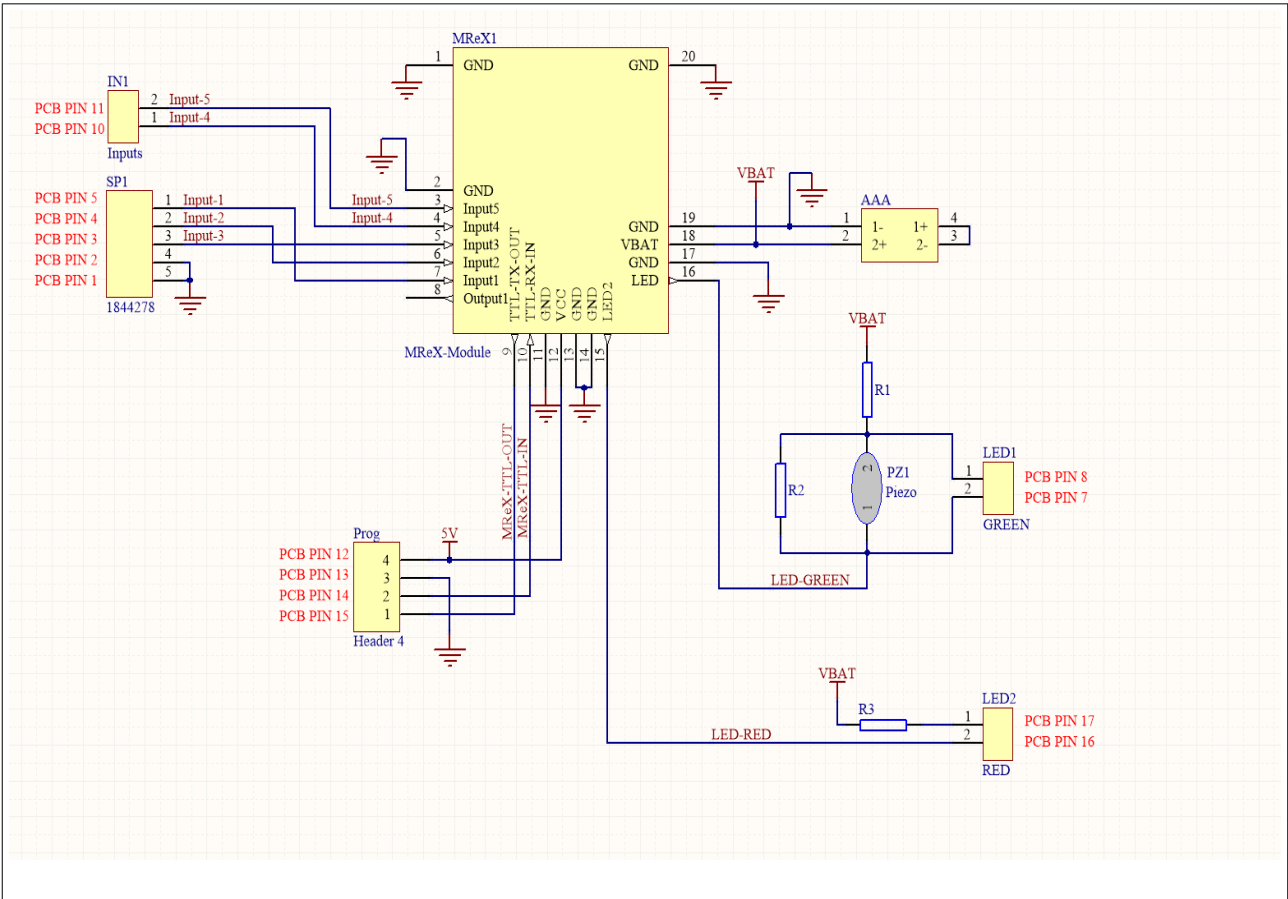 MReX1
1
GND
GND
20
IN1
PCB PIN 11
2
Input-5
PCB PIN 10
1
Input-4
Inputs
SP1
PCB PIN 5
1
Input-1
PCB PIN 4
2
Input-2
PCB PIN 3
3
Input-3
PCB PIN 2
4
PCB PIN 1
5
1844278
2
GND
Input-5
3
Input5
Input-4
4
Input4
5
Input3
6
Input2
7
Input1
8
Output1
TTL-TX-OUT
TTL-RX-IN
GND
VCC
GND
GND
LED2
GND
19
VBAT
18
GND
17
LED
16
MReX-Module
9
10
11
12
13
14
15
VBAT
AAA
1
1-
1+
4
2
2+
2-
3
VBAT
R1
R2
2
PZ1
Piezo
1
LED1
1
PCB PIN 8
2
PCB PIN 7
GREEN
LED-GREEN
MReX-TTL-OUT
MReX-TTL-IN
Prog
5V
PCB PIN 12
4
PCB PIN 13
3
PCB PIN 14
2
PCB PIN 15
1
Header 4
VBAT
R3
LED2
1
PCB PIN 17
LED-RED
2
PCB PIN 16
RED